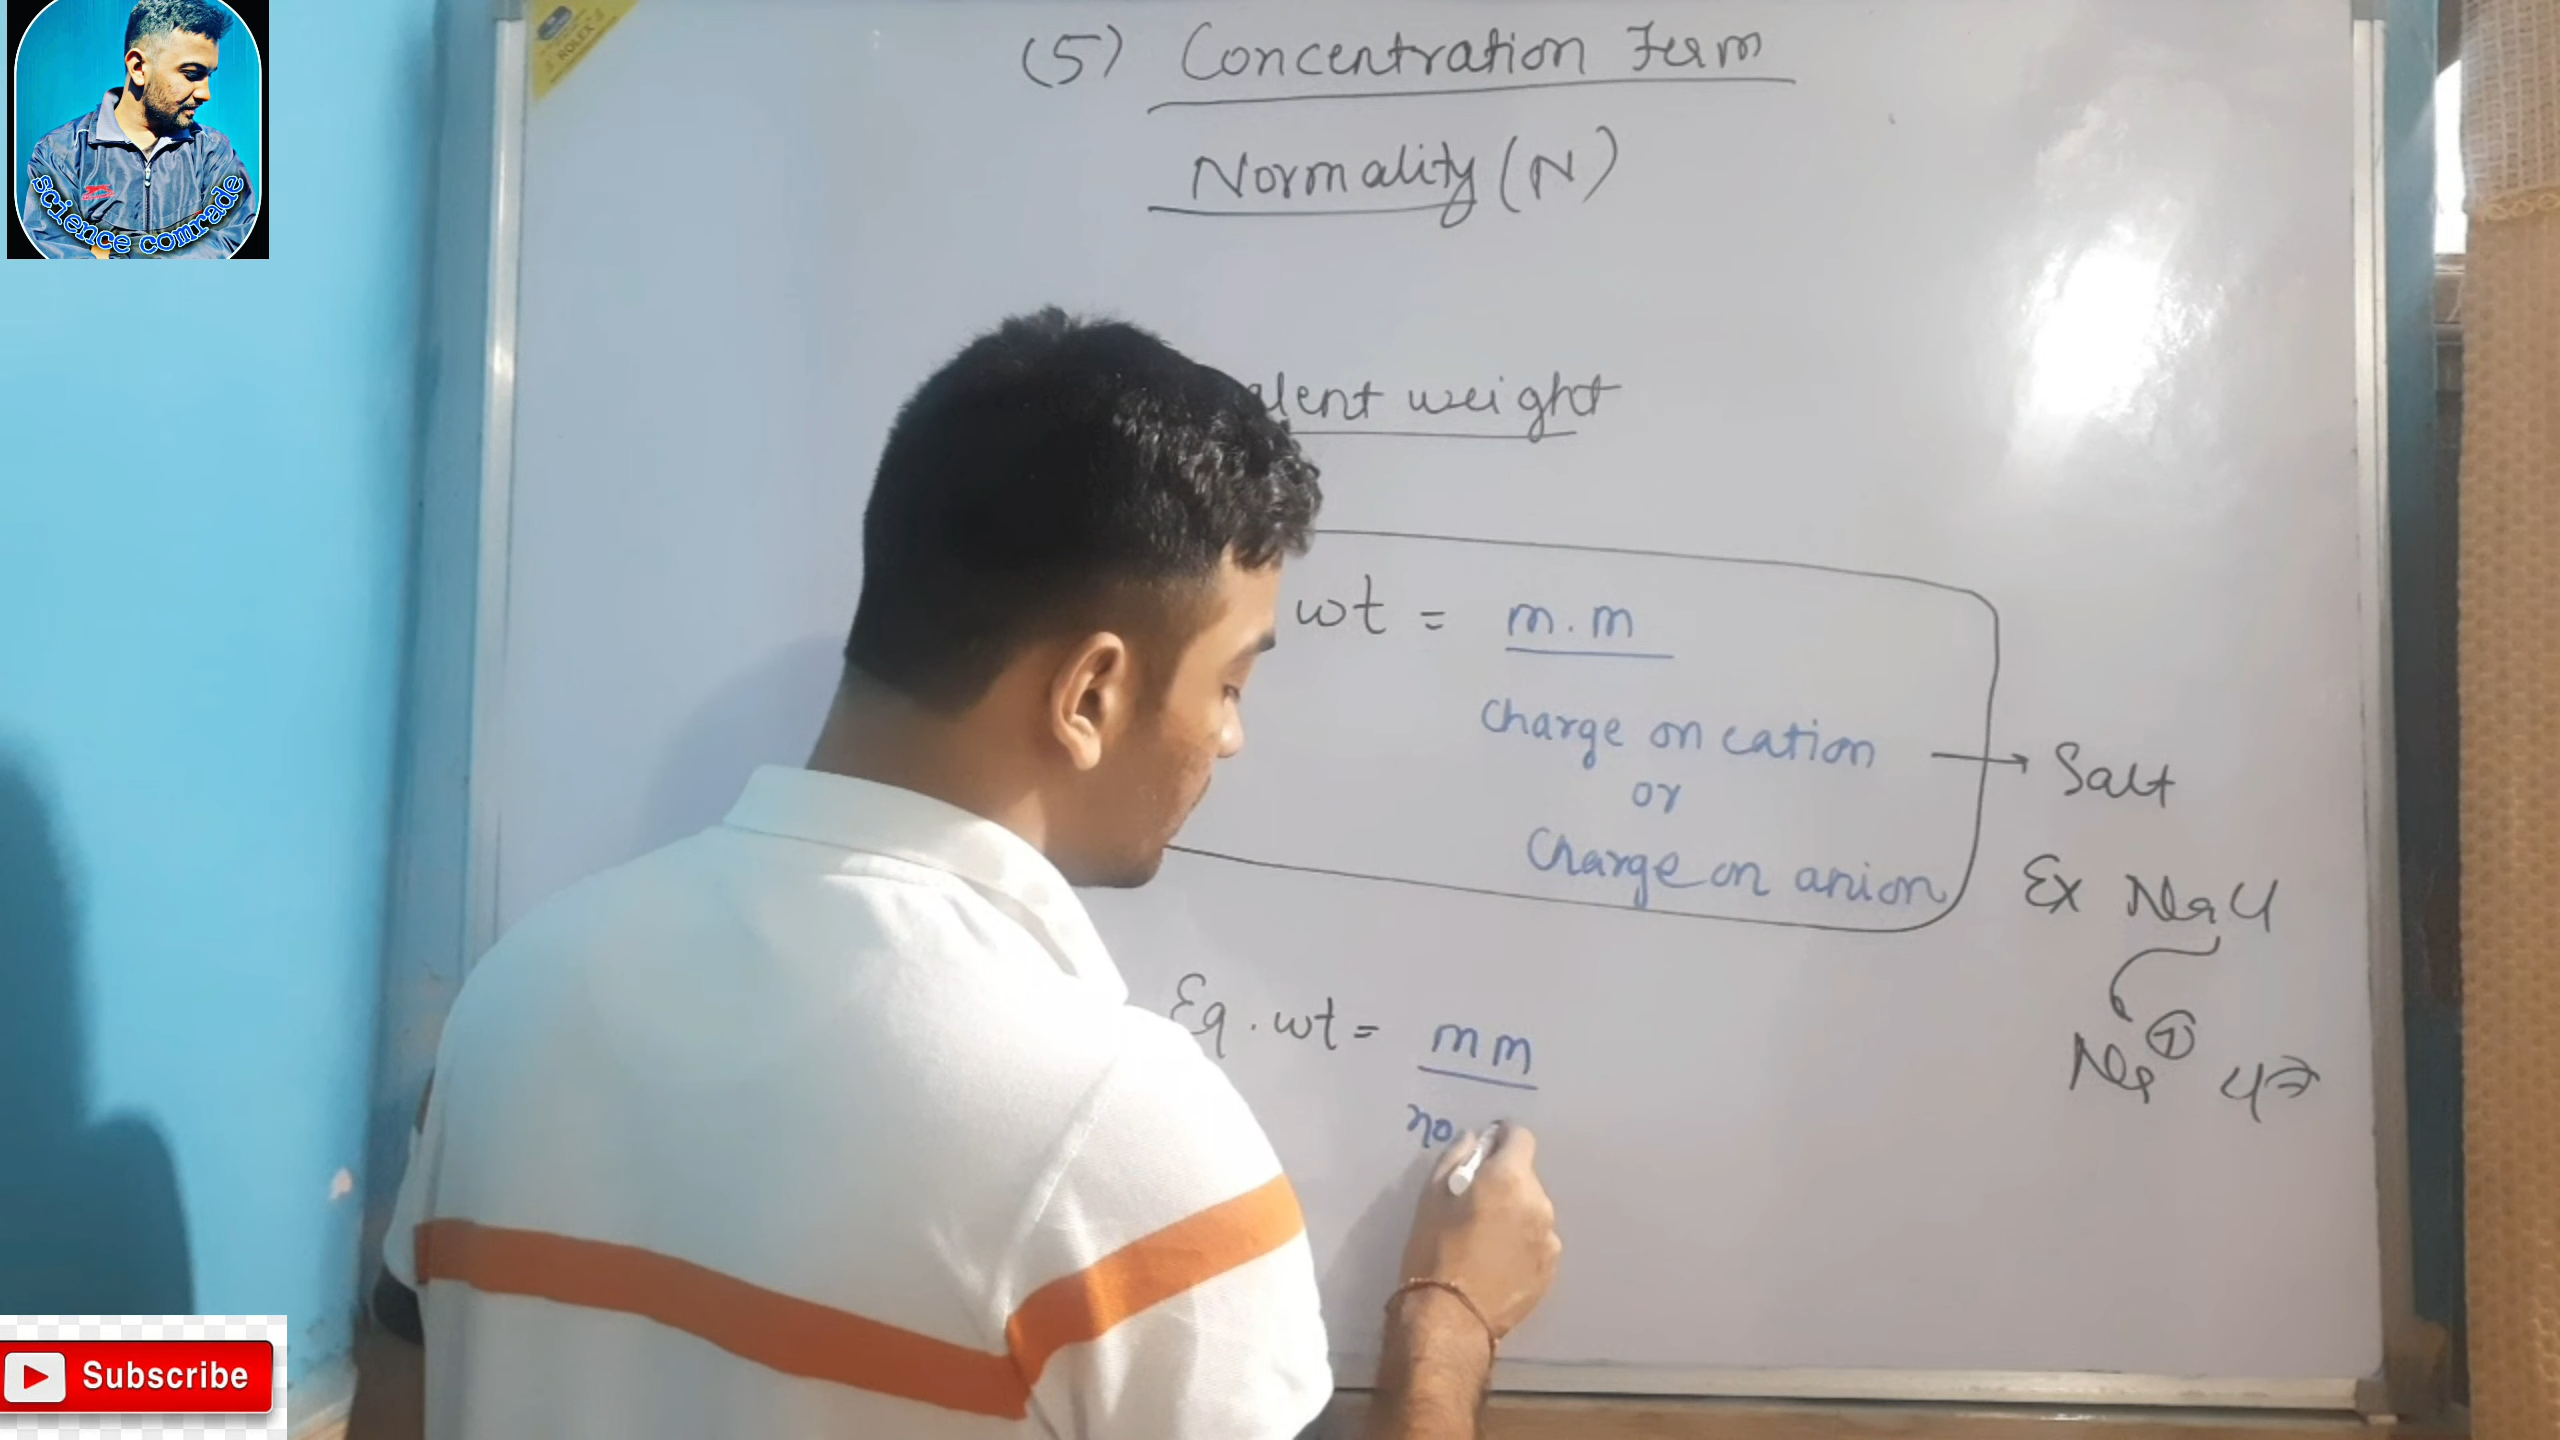 science comrade
ROLEX
(5) Concentration Term
Normality (N)
alent weight
wt = m.m
Charge on cation → Salt
or
Charge on anion
Ex NaCl
Na⊕ Cl
Eq. wt = mm
no.
Subscribe